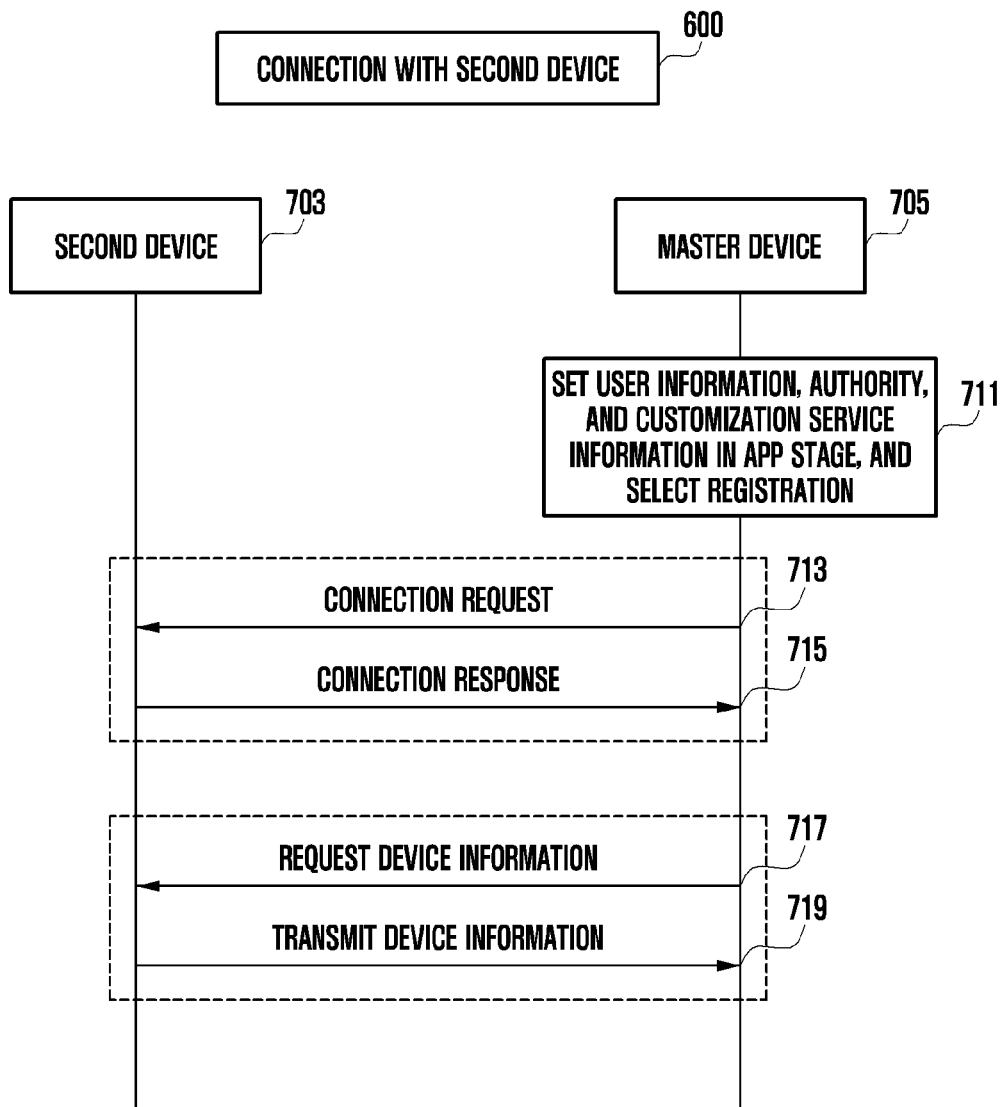 600
CONNECTION WITH SECOND DEVICE
703
705
SECOND DEVICE
MASTER DEVICE
SET USER INFORMATION, AUTHORITY,
AND CUSTOMIZATION SERVICE
INFORMATION IN APP STAGE, AND
SELECT REGISTRATION
711
713
CONNECTION REQUEST
715
CONNECTION RESPONSE
717
REQUEST DEVICE INFORMATION
719
TRANSMIT DEVICE INFORMATION